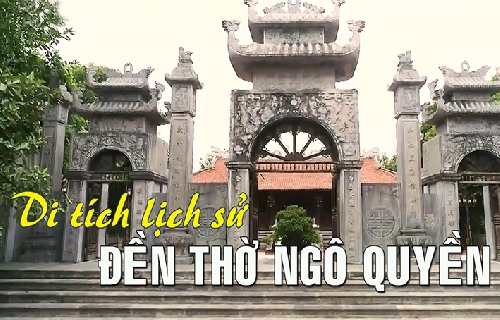 Di tích lịch sử
ĐỀN THỜ NGÔ QUYỀN